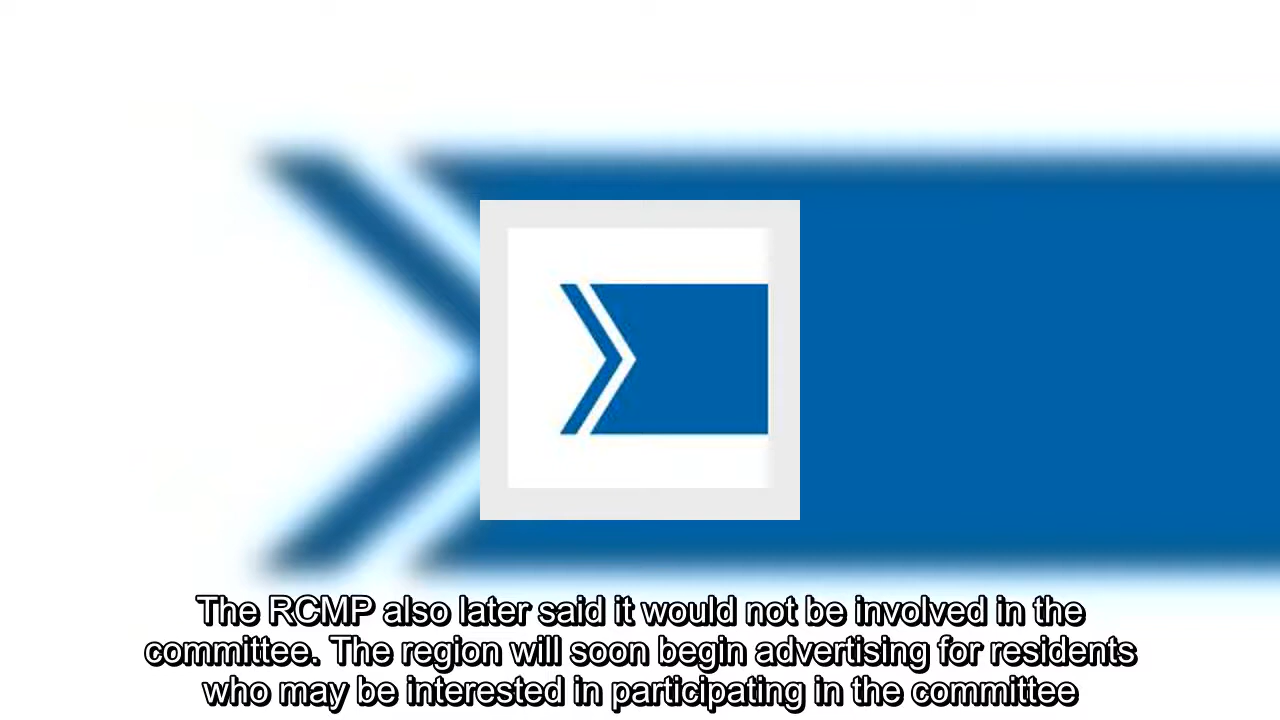 The RCMP also later said it would not be involved in the
committee. The region will soon begin advertising for residents
who may be interested in participating in the committee